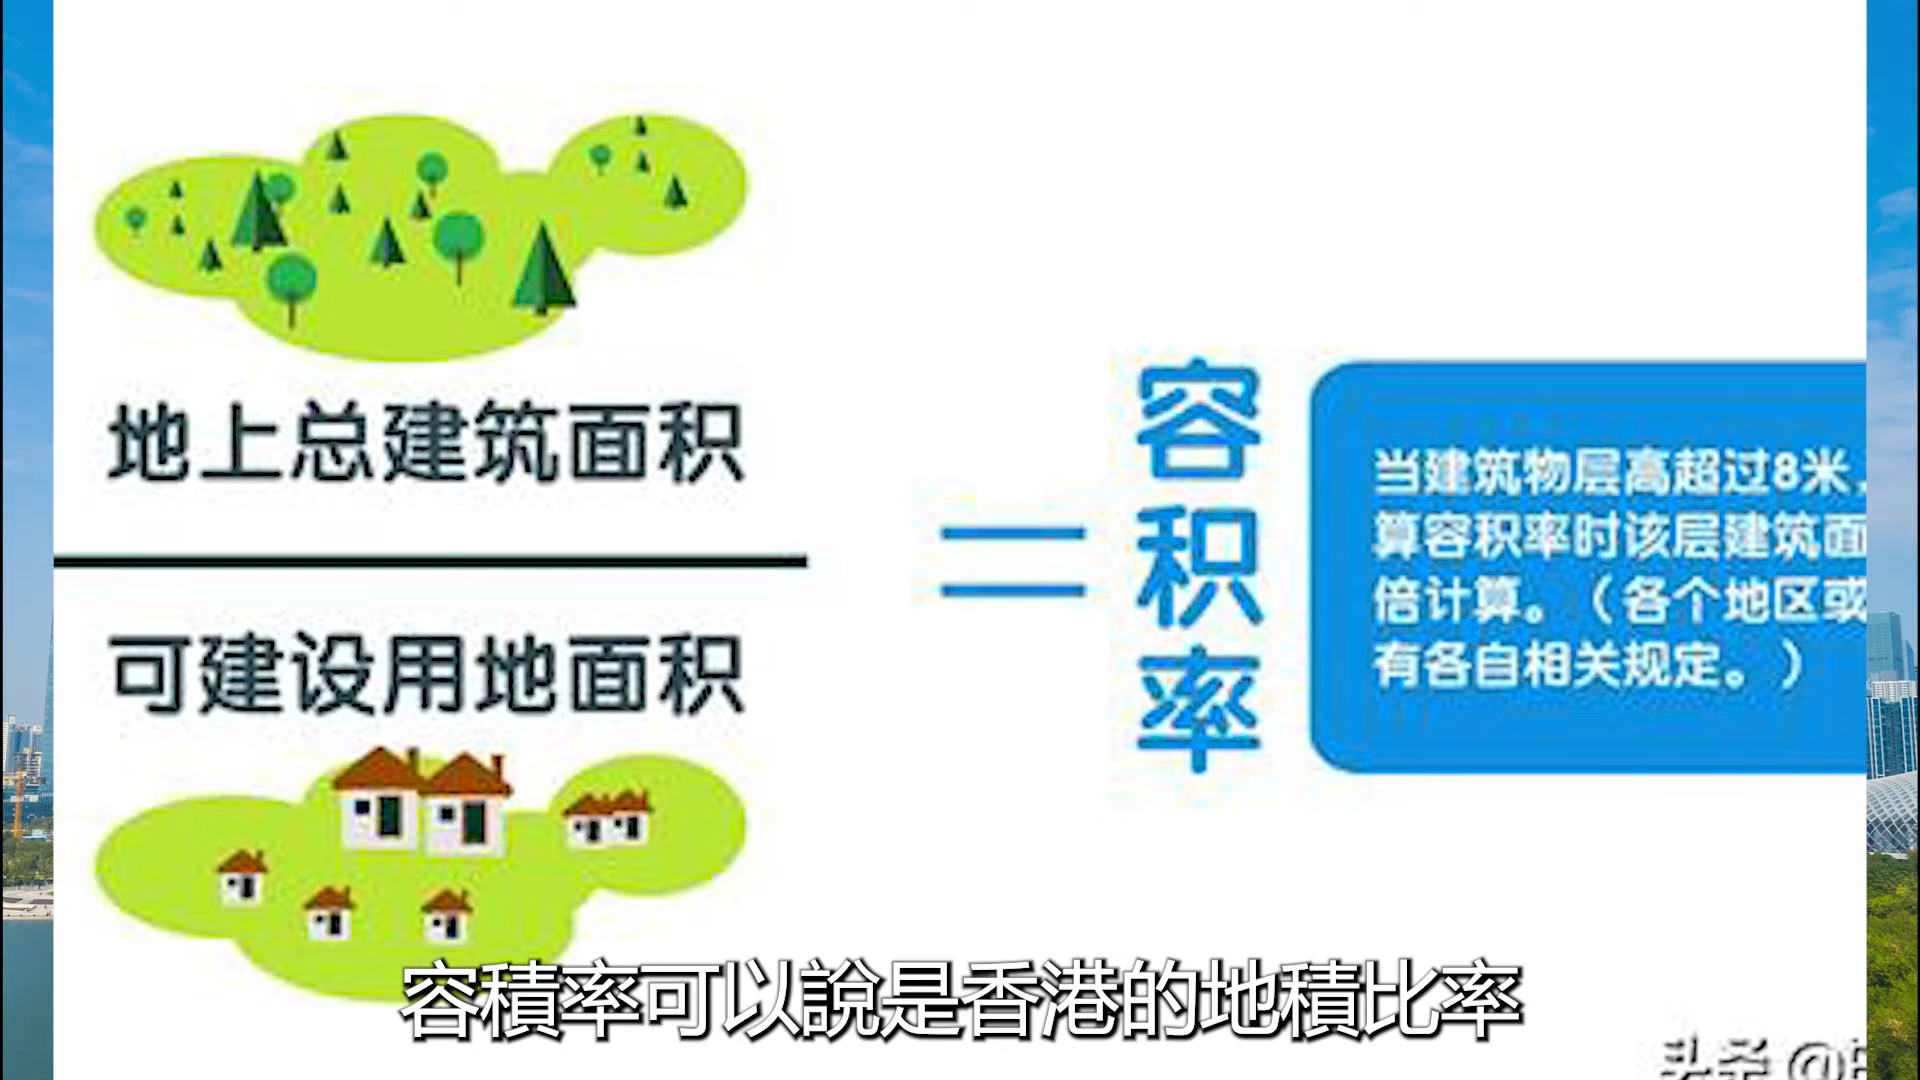 地上总建筑面积
可建设用地面积
容积率
当建筑物层高超过8米，
算容积率时该层建筑面
倍计算。（各个地区或
有各自相关规定。）
容積率可以說是香港的地積比率
头条 @